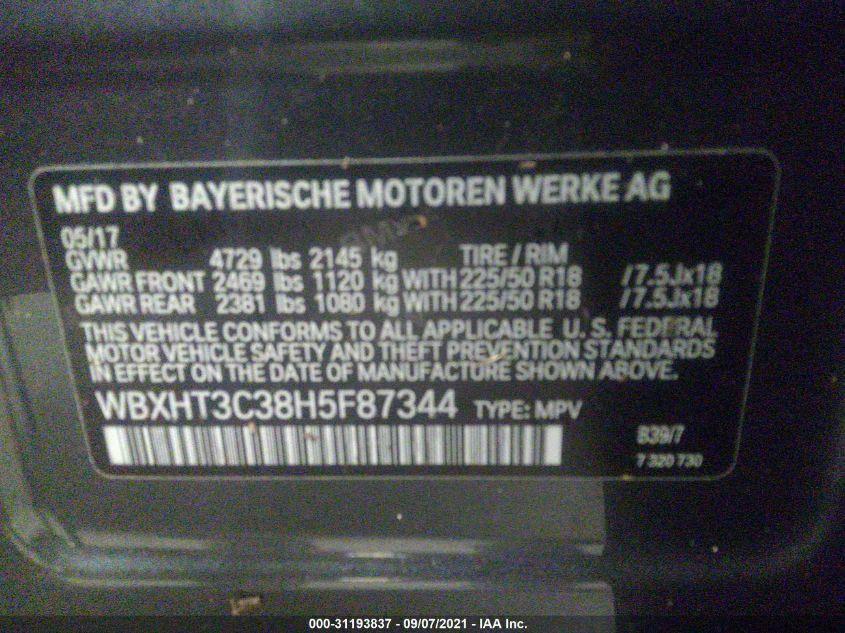 MFD BY BAYERISCHE MOTOREN WERKE AG
05/17
GVWR 4729 lbs 2145 kg TIRE / RIM
GAWR FRONT 2469 lbs 1120 kg WITH 225/50 R18 /7.5Jx18
GAWR REAR 2381 lbs 1080 kg WITH 225/50 R18 /7.5Jx18
THIS VEHICLE CONFORMS TO ALL APPLICABLE U. S. FEDERAL
MOTOR VEHICLE SAFETY AND THEFT PREVENTION STANDARDS
IN EFFECT ON THE DATE OF MANUFACTURE SHOWN ABOVE.
WBXHT3C38H5F87344 TYPE: MPV
B39/7
7 320 730
000-31193837 - 09/07/2021 - IAA Inc.